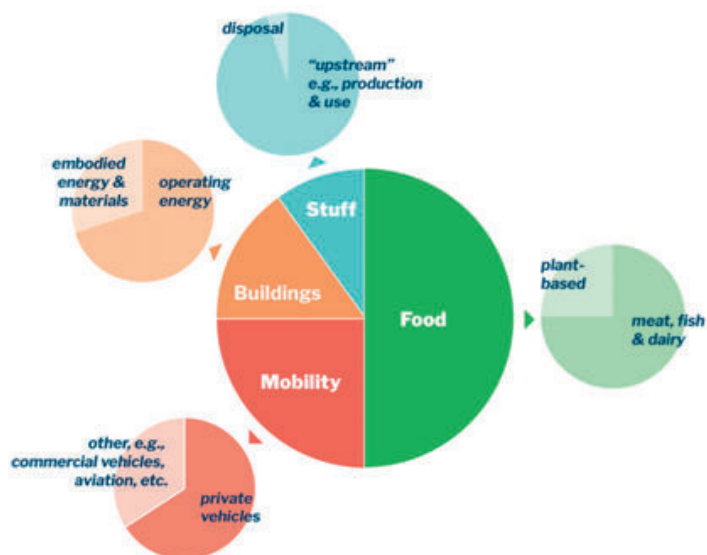 disposal
“upstream”
e.g., production
& use
embodied
energy &
materials
operating
energy
Stuff
Buildings
Food
Mobility
plant-
based
meat, fish
& dairy
other, e.g.,
commercial vehicles,
aviation, etc.
private
vehicles